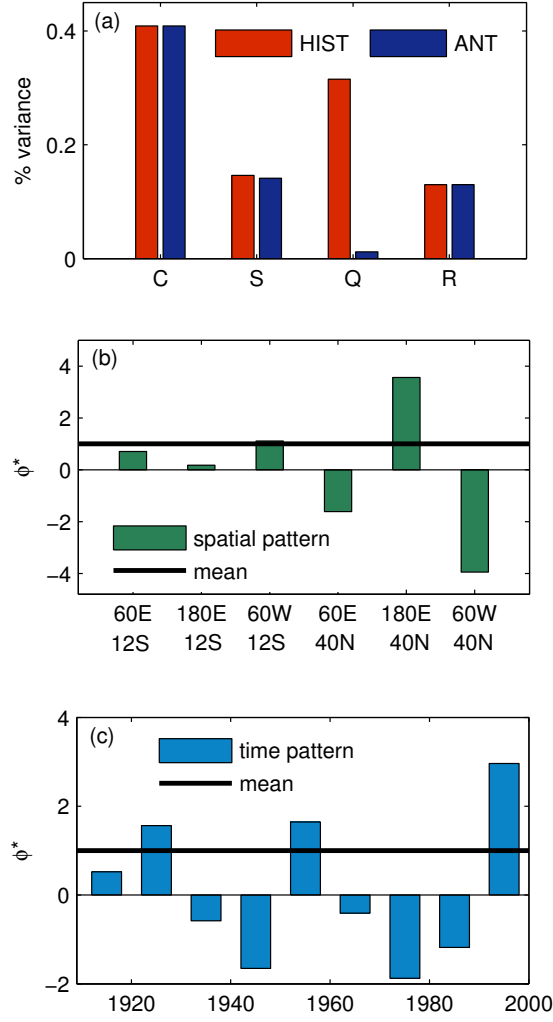 (a)
HIST
ANT
% variance
0.4
0.2
0
C S Q R
(b)
ϕ*
4
2
0
−2
−4
spatial pattern
mean
60E 180E 60W 60E 180E 60W
12S 12S 12S 40N 40N 40N
(c)
ϕ*
4
2
0
−2
time pattern
mean
1920 1940 1960 1980 2000